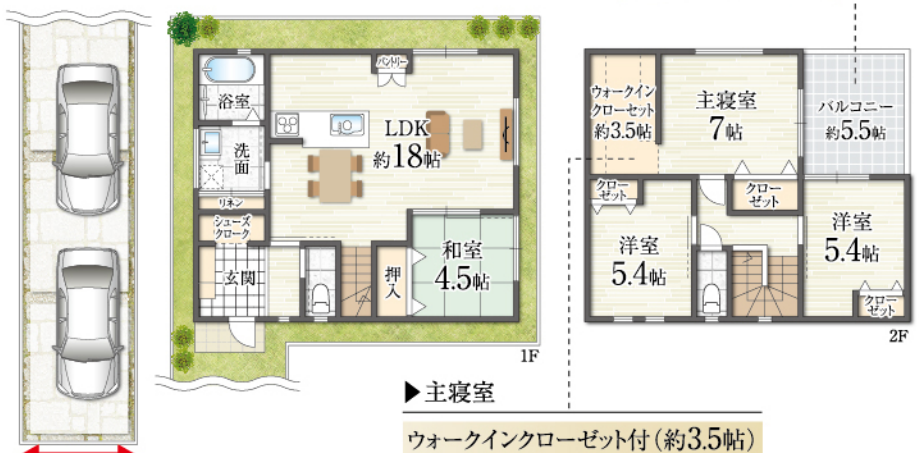 浴室
洗面
リネン
シューズ
クローク
玄関
パントリー
LDK
約18帖
和室
4.5帖
押入
1F
ウォークイン
クローゼット
約3.5帖
主寝室
7帖
バルコニー
約5.5帖
クロー
ゼット
クロー
ゼット
洋室
5.4帖
洋室
5.4帖
クロー
ゼット
2F
▶主寝室
ウォークインクローゼット付(約3.5帖)